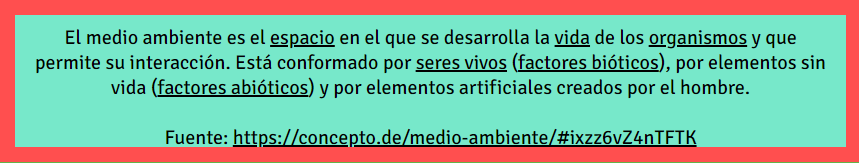 El medio ambiente es el espacio en el que se desarrolla la vida de los organismos y que
permite su interacción. Está conformado por seres vivos (factores bióticos), por elementos sin
vida (factores abióticos) y por elementos artificiales creados por el hombre.
Fuente: https://concepto.de/medio-ambiente/#ixzz6vZ4nTFTK